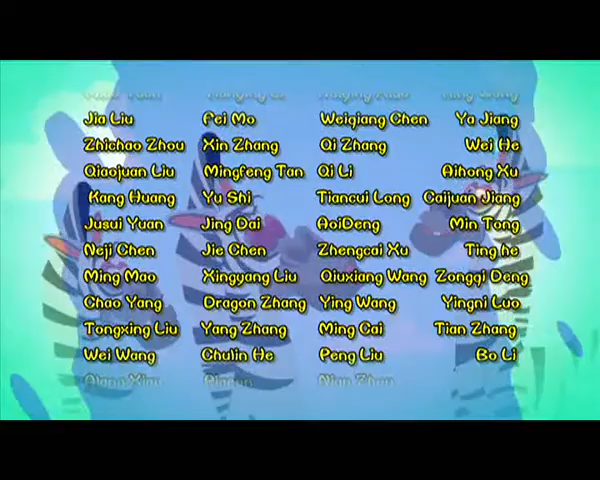 Jia Liu Fei Mo Weiqiang Chen Ya Jiang
Zhichao Zhou Xin Zhang Qi Zhang Wei He
Qiaojuan Liu Mingfeng Tan Qi Li Aihong Xu
Kang Huang Yu Shi Tiancui Long Caijuan Jiang
Jusui Yuan Jing Dai AoiDeng Min Tong
Neji Chen Jie Chen Zhengcai Xu Ting he
Ming Mao Xingyang Liu Qiuxiang Wang Zongqi Deng
Chao Yang Dragon Zhang Ying Wang Yingni Luo
Tongxing Liu Yang Zhang Ming Cai Tian Zhang
Wei Wang Chulin He Peng Liu Bo Li